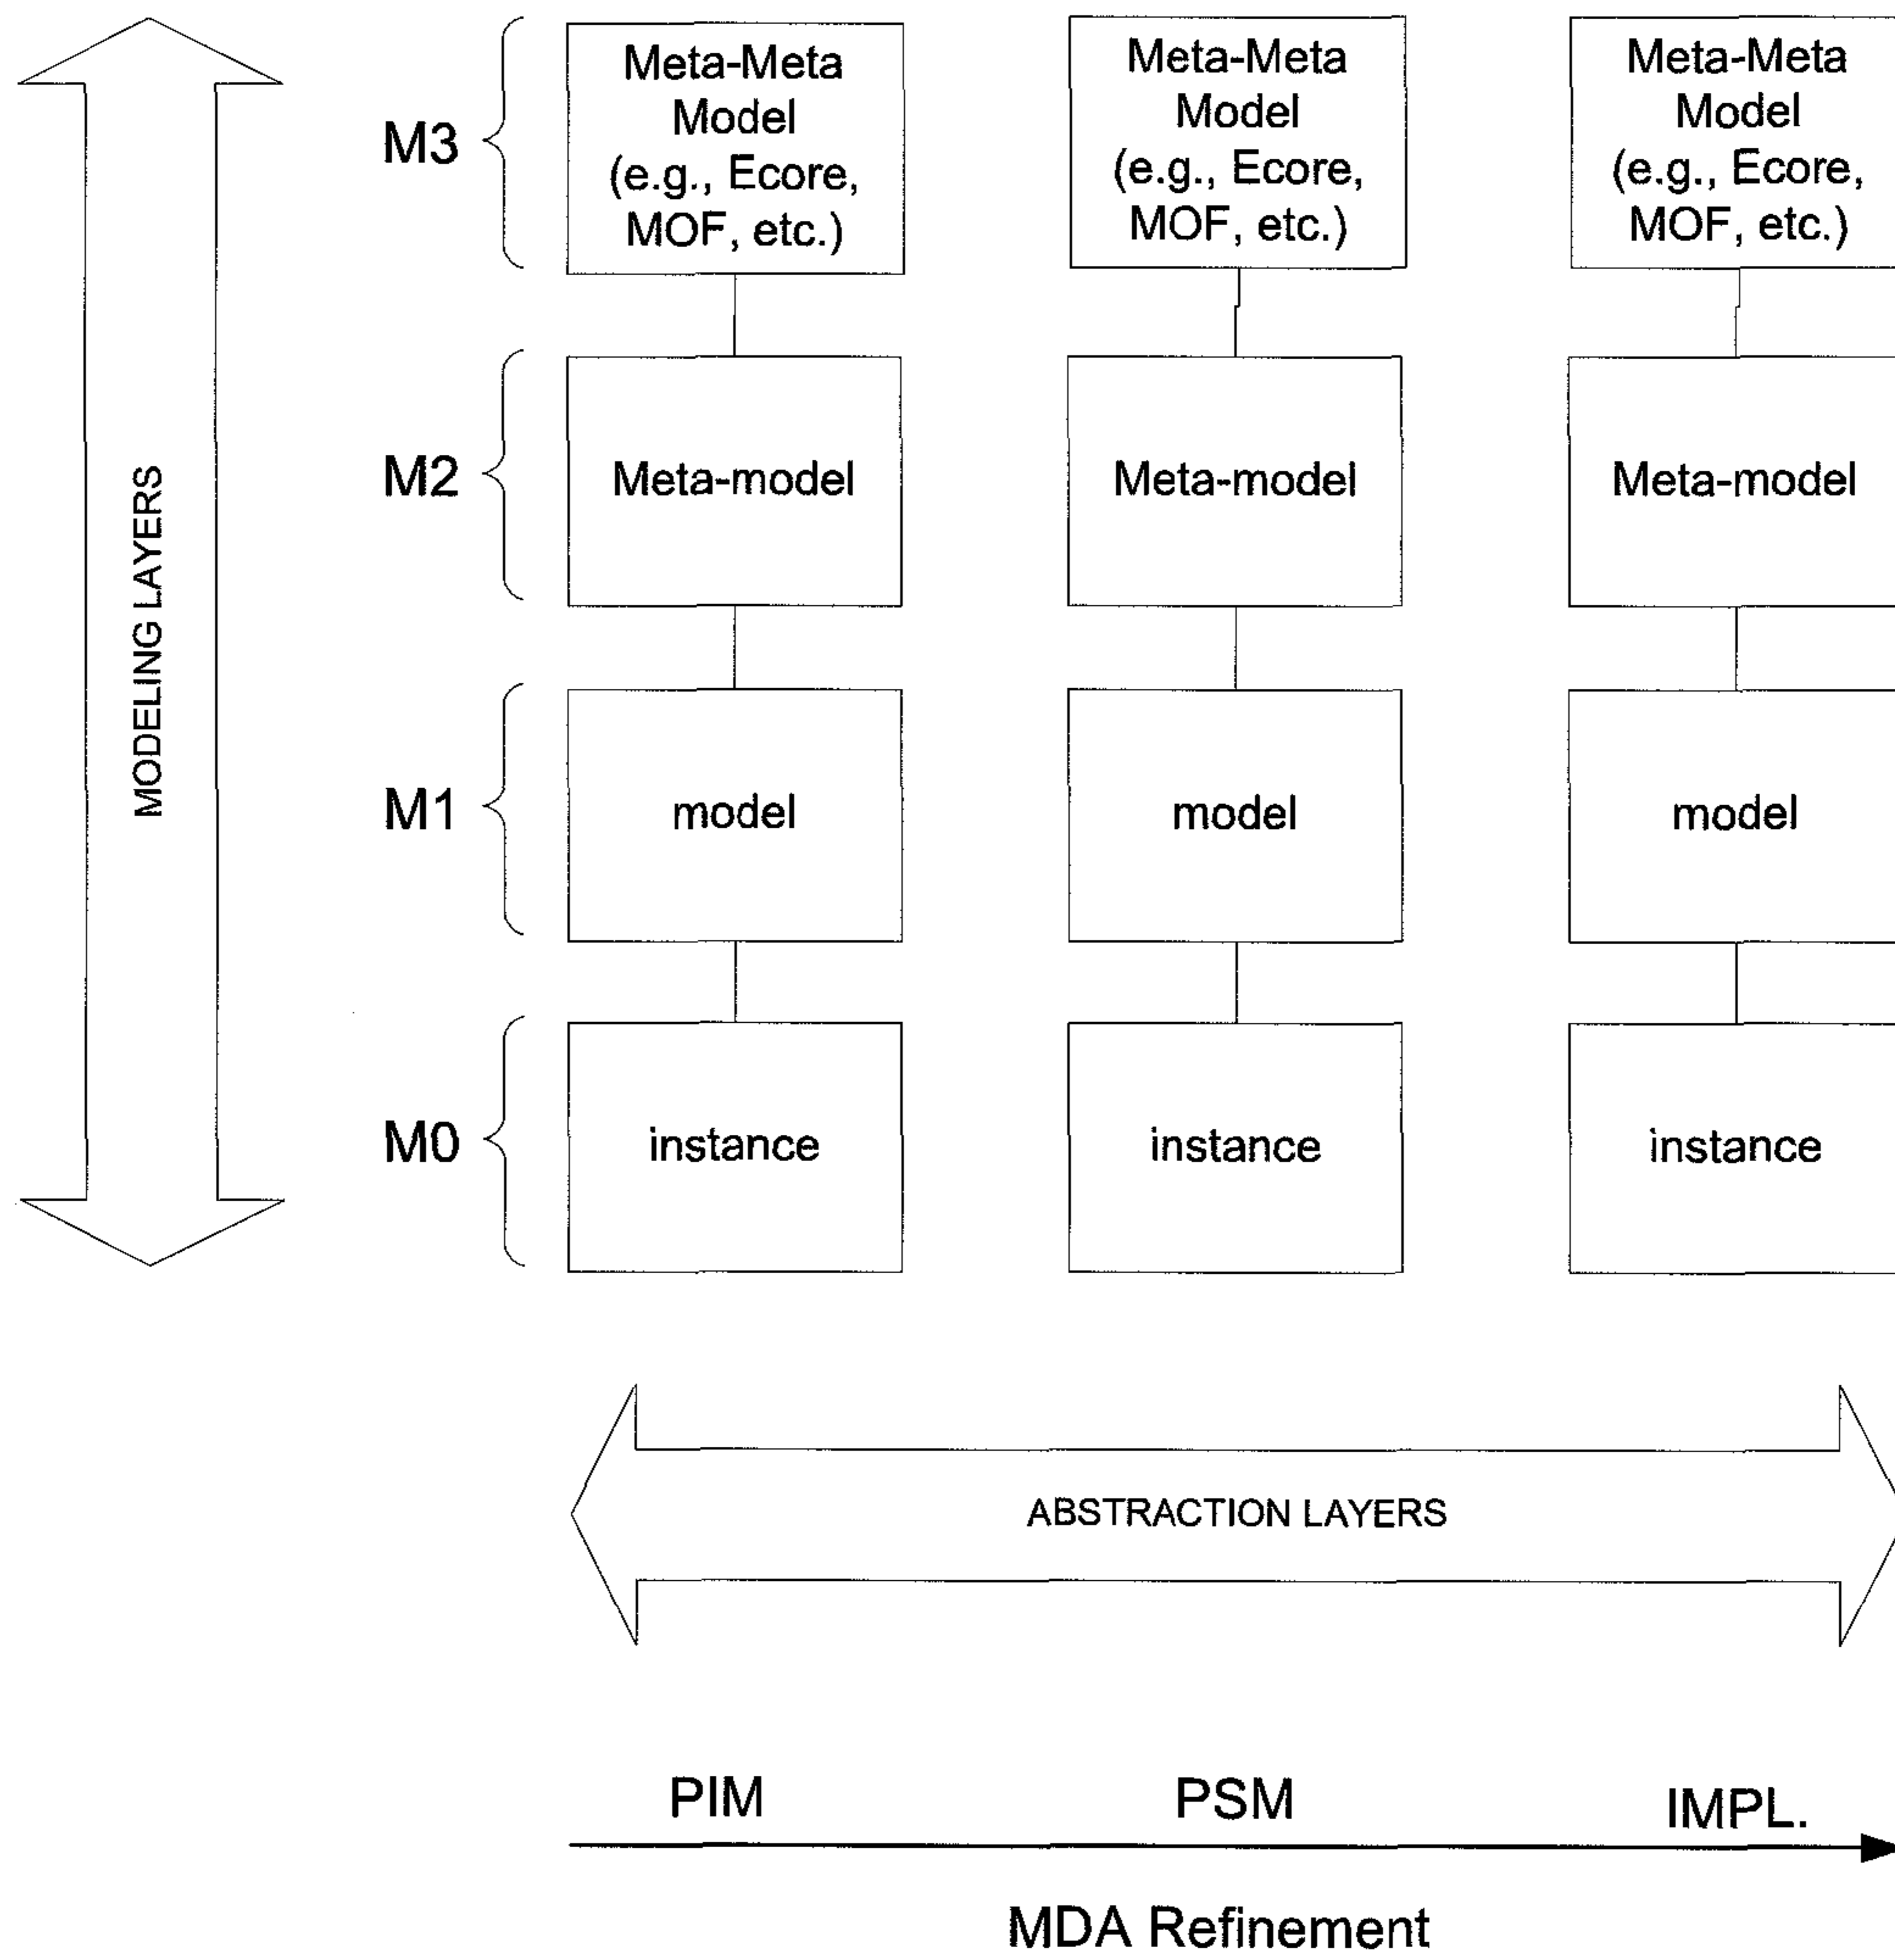 Meta-Meta
Model
(e.g., Ecore,
MOF, etc.)
Meta-Meta
Model
(e.g., Ecore,
MOF, etc.)
Meta-Meta
Model
(e.g., Ecore,
MOF, etc.)
M3
M2
Meta-model
Meta-model
Meta-model
MODELING LAYERS
M1
model
model
model
M0
instance
instance
instance
ABSTRACTION LAYERS
PIM
PSM
IMPL.
MDA Refinement